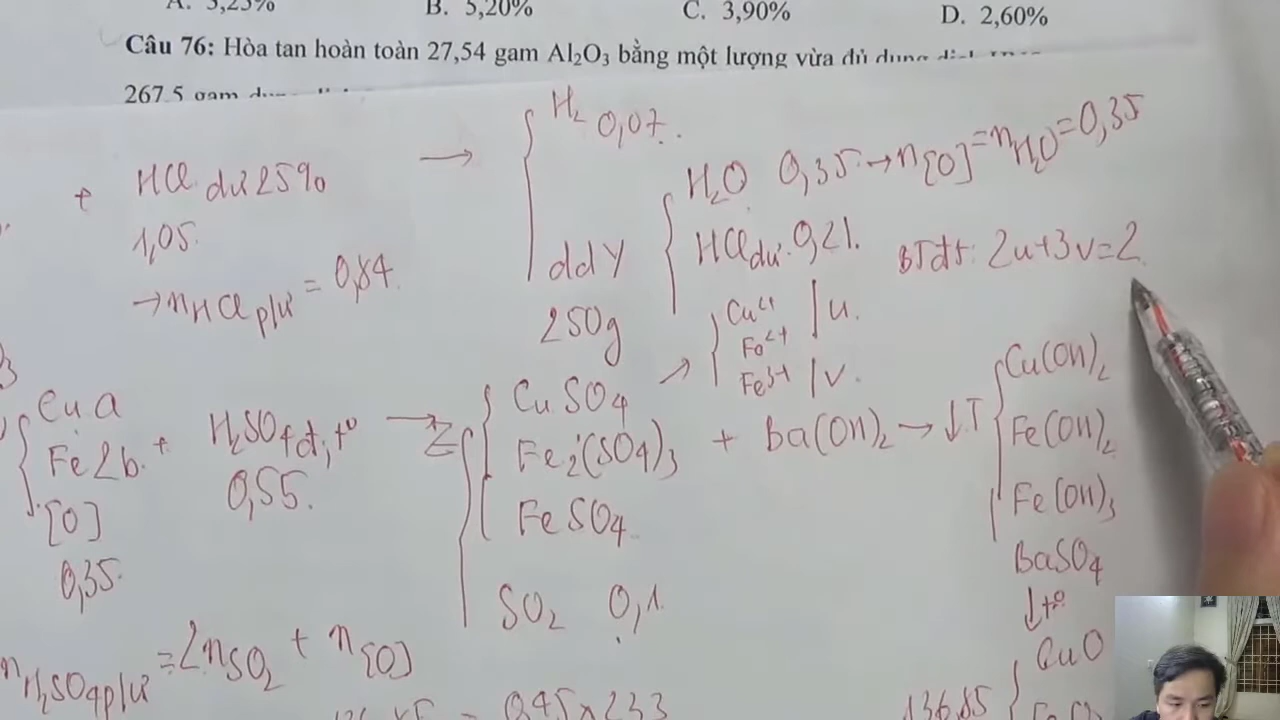 A. 3,25% B. 5,20% C. 3,90% D. 2,60%
Câu 76: Hòa tan hoàn toàn 27,54 gam Al₂O₃ bằng một lượng vừa đủ dung
267,5 gam
+ HCl dư 25% → H₂ 0,07.
1,05.
→ nHCl p/ư = 0,84.
ddY
250g
H₂O 0,35 → n[O] = nH₂O = 0,35
HCl dư 0,21.
BTđt: 2u+3v=2
Cu²⁺
Fe²⁺ | u.
Fe³⁺ | v.
Cu a
Fe 2b.
[O]
0,35.
+ H₂SO₄đ, t° → Z
0,55.
CuSO₄
Fe₂(SO₄)₃
FeSO₄
SO₂ 0,1
+ Ba(OH)₂ → ↓T
Cu(OH)₂
Fe(OH)₂
Fe(OH)₃
BaSO₄
↓t°
CuO
nH₂SO₄p/ư = 2nSO₂ + n[O]
= 0,45×233
136,85